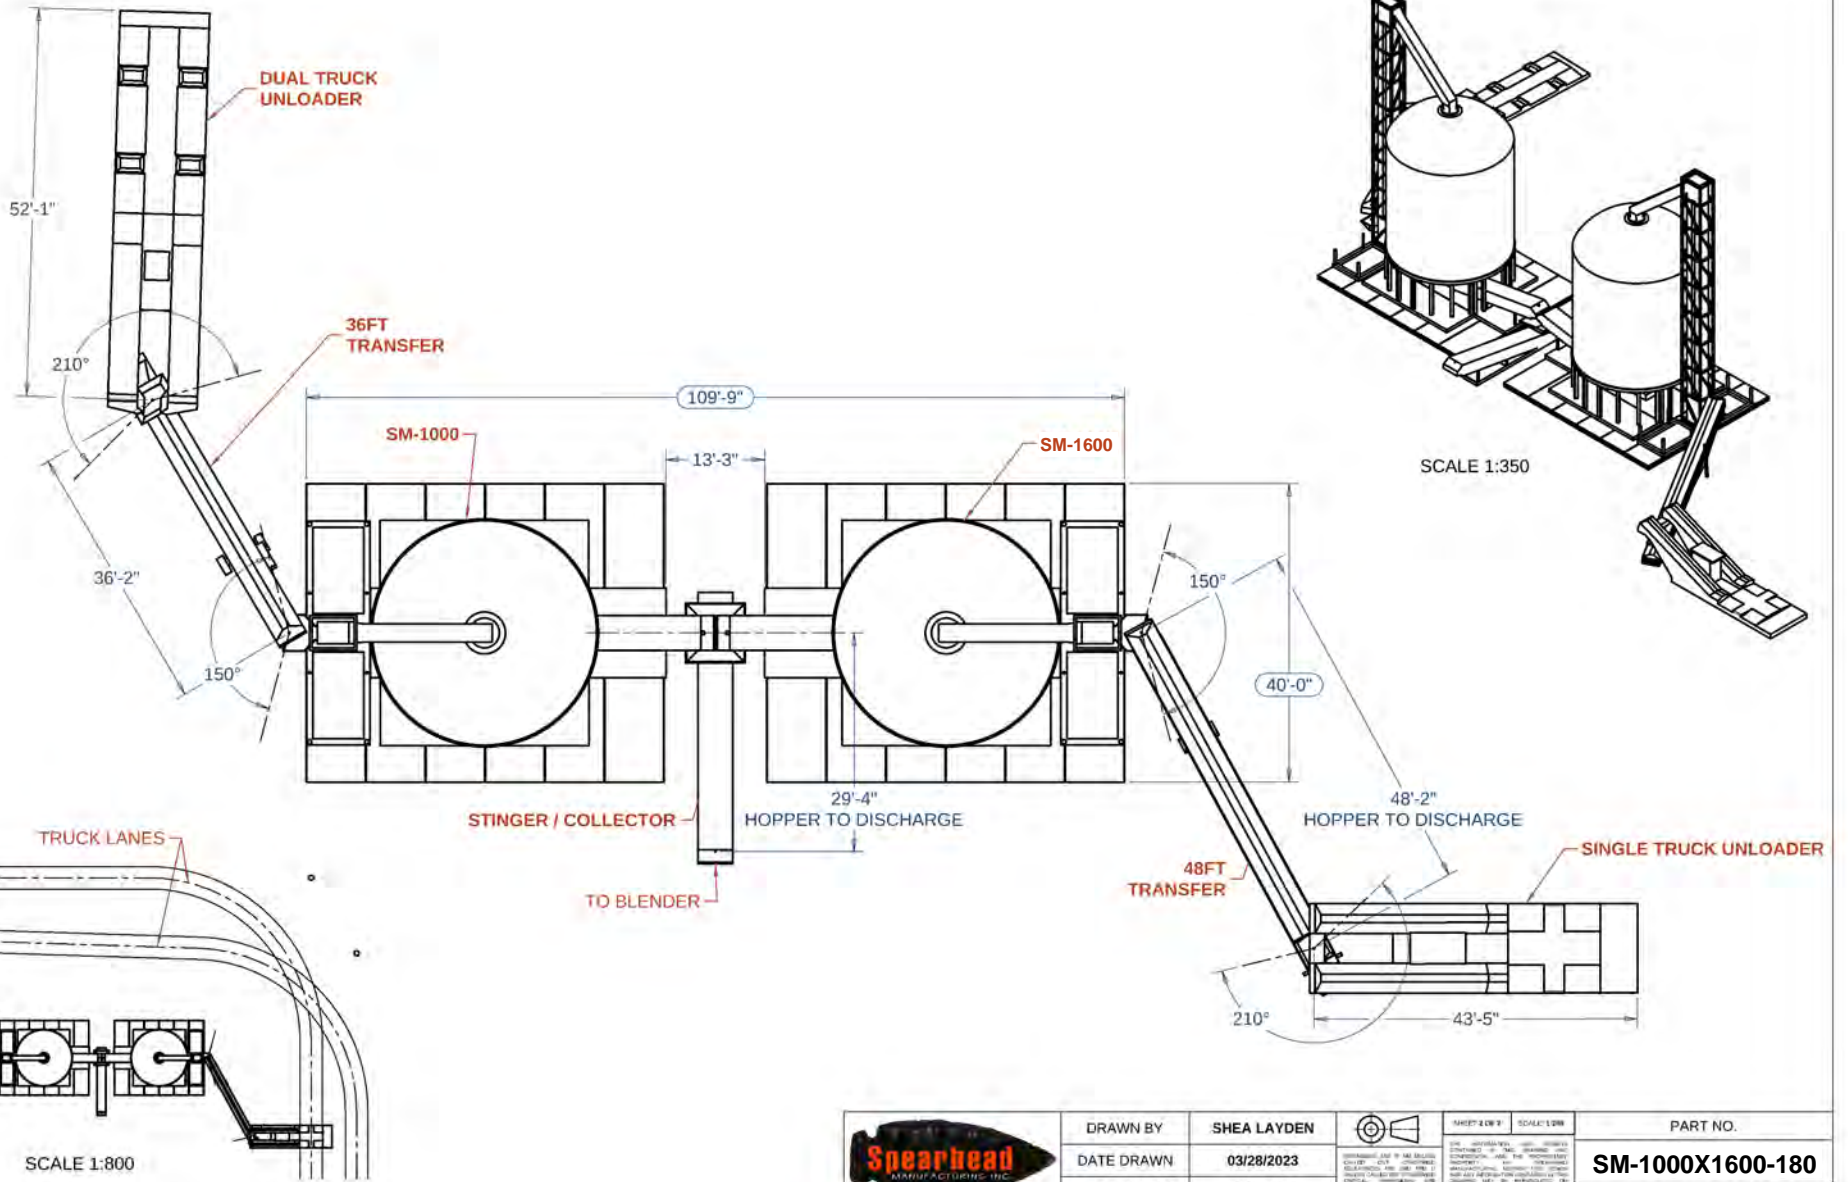 DUAL TRUCK
UNLOADER
52'-1"
36FT
TRANSFER
210°
109'-9"
SM-1000
13'-3"
SM-1600
SCALE 1:350
36'-2"
150°
150°
40'-0"
29'-4"
HOPPER TO DISCHARGE
STINGER / COLLECTOR
48'-2"
HOPPER TO DISCHARGE
TRUCK LANES
SINGLE TRUCK UNLOADER
48FT
TRANSFER
TO BLENDER
210°
43'-5"
SCALE 1:800
Spearhead
MANUFACTURING INC.
DRAWN BY
SHEA LAYDEN
DATE DRAWN
03/28/2023
PART NO.
SM-1000X1600-180